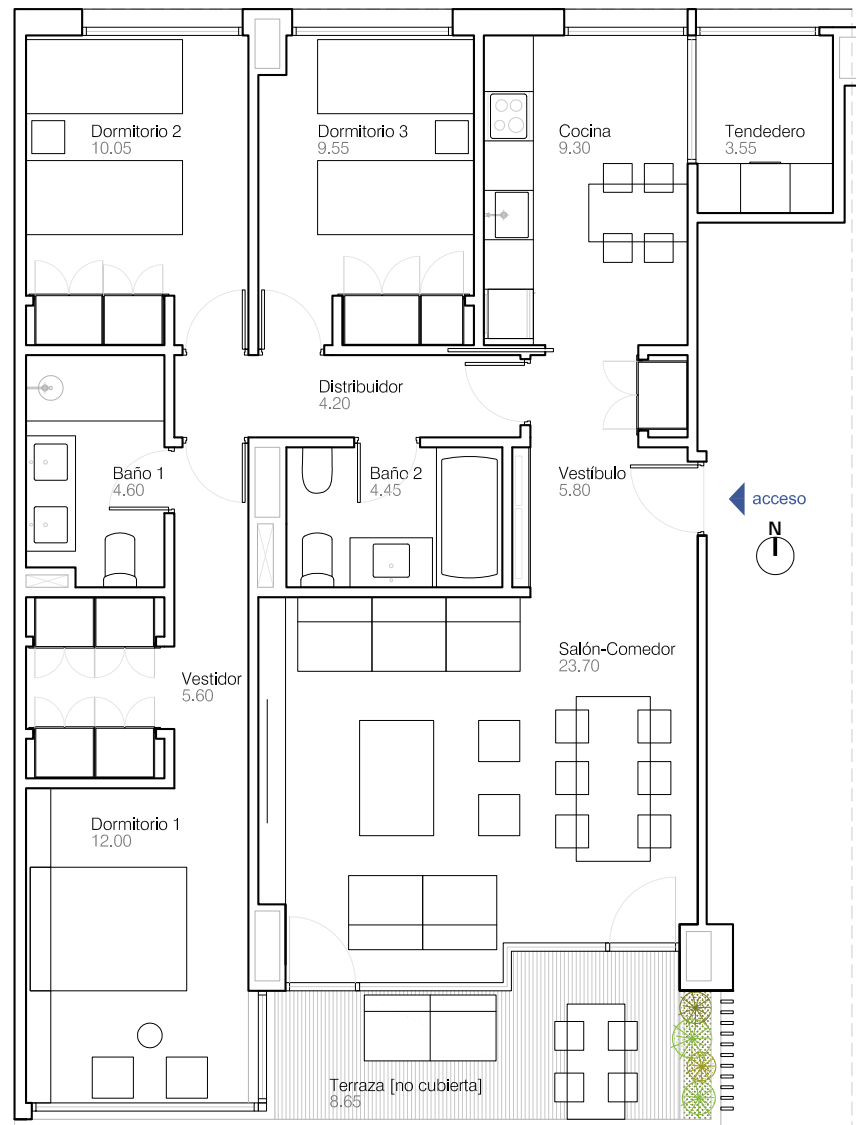 Dormitorio 2
10.05
Dormitorio 3
9.55
Cocina
9.30
Tendedero
3.55
Distribuidor
4.20
Baño 1
4.60
Baño 2
4.45
Vestíbulo
5.80
acceso
N
Vestidor
5.60
Salón-Comedor
23.70
Dormitorio 1
12.00
Terraza [no cubierta]
8.65